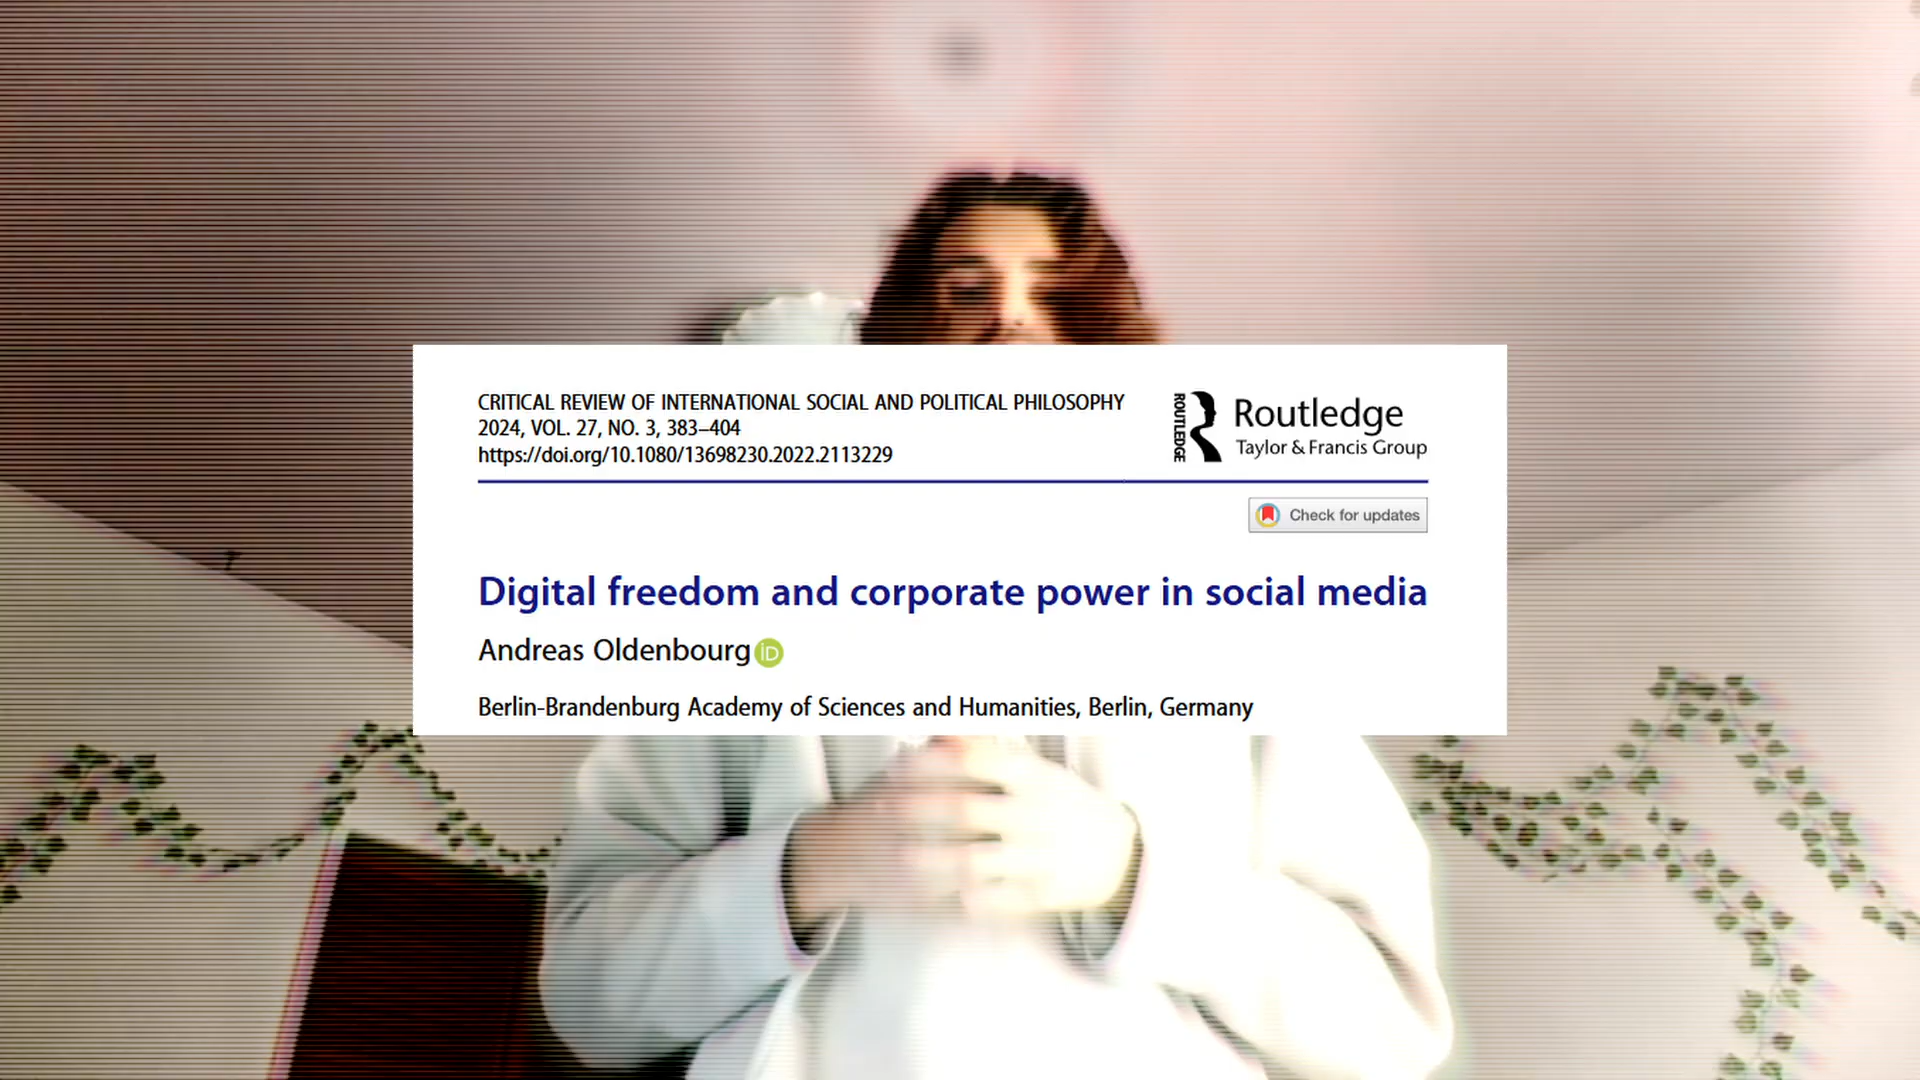 CRITICAL REVIEW OF INTERNATIONAL SOCIAL AND POLITICAL PHILOSOPHY
2024, VOL. 27, NO. 3, 383–404
https://doi.org/10.1080/13698230.2022.2113229
ROUTLEDGE
Routledge
Taylor & Francis Group
Check for updates
Digital freedom and corporate power in social media
Andreas Oldenbourg iD
Berlin-Brandenburg Academy of Sciences and Humanities, Berlin, Germany